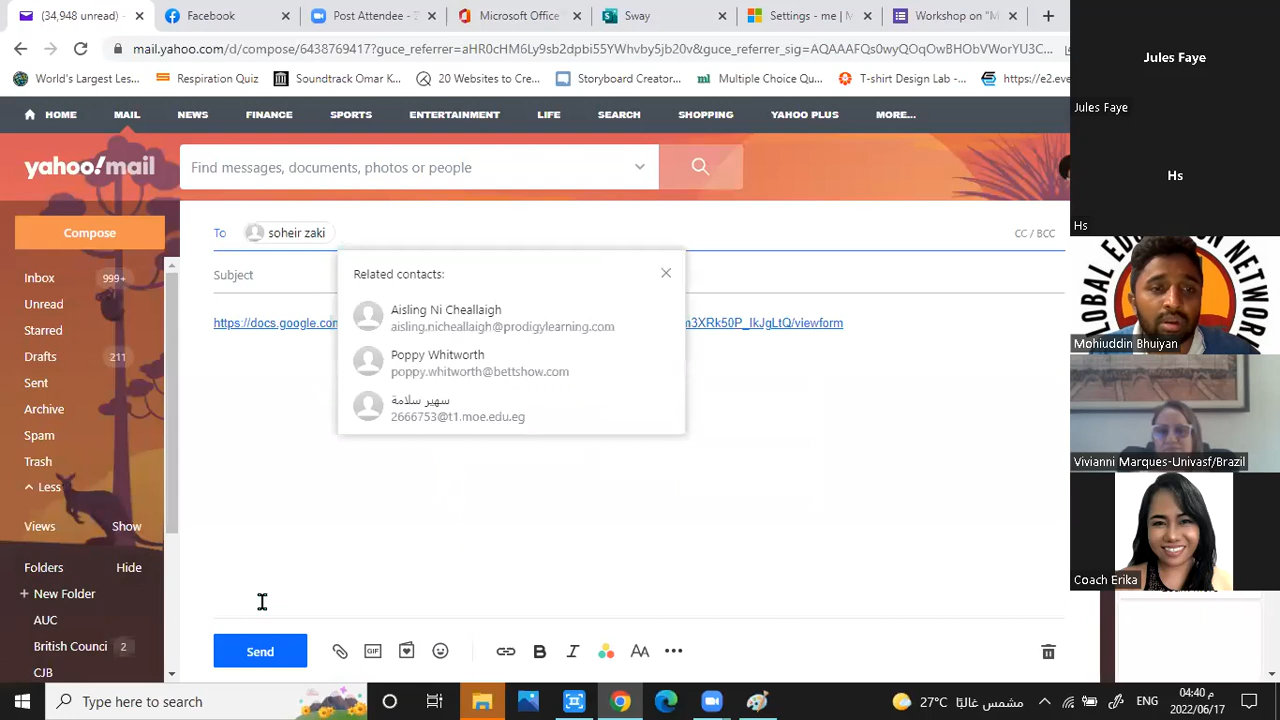 (34,948 unread)
Facebook
Post Attendee - Z
Microsoft Office
Sway
Settings - me | M
Workshop on "M
mail.yahoo.com/d/compose/6438769417?guce_referrer=aHR0cHM6Ly9sb2dpbi55YWhvby5jb20v&guce_referrer_sig=AQAAAFQs0wyQOqOwBHObVWorYU3C...
World's Largest Les...
Respiration Quiz
Soundtrack Omar K...
20 Websites to Cre...
Storyboard Creator...
Multiple Choice Qu...
T-shirt Design Lab -...
https://e2.eve
HOME
MAIL
NEWS
FINANCE
SPORTS
ENTERTAINMENT
LIFE
SEARCH
SHOPPING
YAHOO PLUS
MORE...
yahoo!mail
Find messages, documents, photos or people
Compose
To
soheir zaki
CC / BCC
Subject
Related contacts:
Aisling Ni Cheallaigh
aisling.nicheallaigh@prodigylearning.com
Poppy Whitworth
poppy.whitworth@bettshow.com
سهير سلامة
2666753@t1.moe.edu.eg
https://docs.google.com
m3XRk50P_IkJgLtQ/viewform
Inbox
999+
Unread
Starred
Drafts
211
Sent
Archive
Spam
Trash
Less
Views
Show
Folders
Hide
New Folder
AUC
British Counci
2
CJB
Send
GIF
B
I
AA
Jules Faye
Jules Faye
Hs
Hs
GLOBAL EDUCATION NETWORK
Mohiuddin Bhuiyan
Vivianni Marques-Univasf/Brazil
Coach Erika
Type here to search
27°C
مشمس غالبًا
ENG
04:40 م
2022/06/17